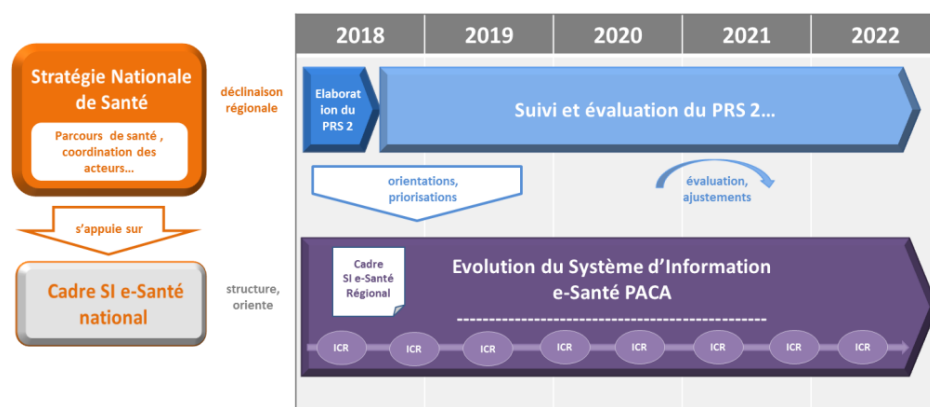 2018 2019 2020 2021 2022
Stratégie Nationale
de Santé
Parcours de santé ,
coordination des
acteurs...
déclinaison
régionale
Elaborat
ion du
PRS 2
Suivi et évaluation du PRS 2...
orientations,
priorisations
évaluation,
ajustements
s'appuie sur
Cadre SI e-Santé
national
structure,
oriente
Cadre
SI e-Santé
Régional
Evolution du Système d'Information
e-Santé PACA
ICR ICR ICR ICR ICR ICR ICR ICR